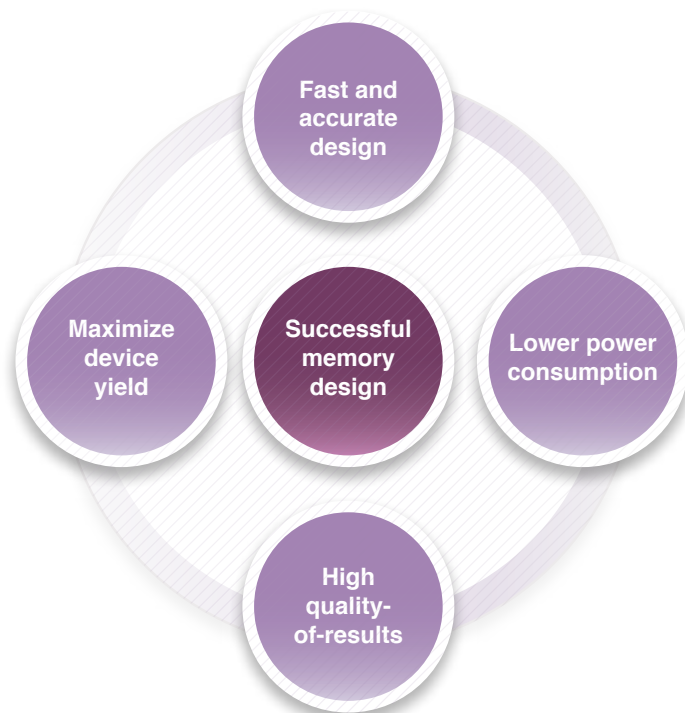 Fast and
accurate
design
Maximize
device
yield
Successful
memory
design
Lower power
consumption
High
quality-
of-results